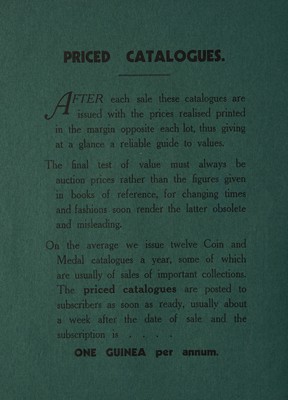 PRICED CATALOGUES.
AFTER each sale these catalogues are
issued with the prices realised printed
in the margin opposite each lot, thus giving
at a glance a reliable guide to values.
The final test of value must always be
auction prices rather than the figures given
in books of reference, for changing times
and fashions soon render the latter obsolete
and misleading.
On the average we issue twelve Coin and
Medal catalogues a year, some of which
are usually of sales of important collections.
The priced catalogues are posted to
subscribers as soon as ready, usually about
a week after the date of sale and the
subscription is . . . .
ONE GUINEA per annum.